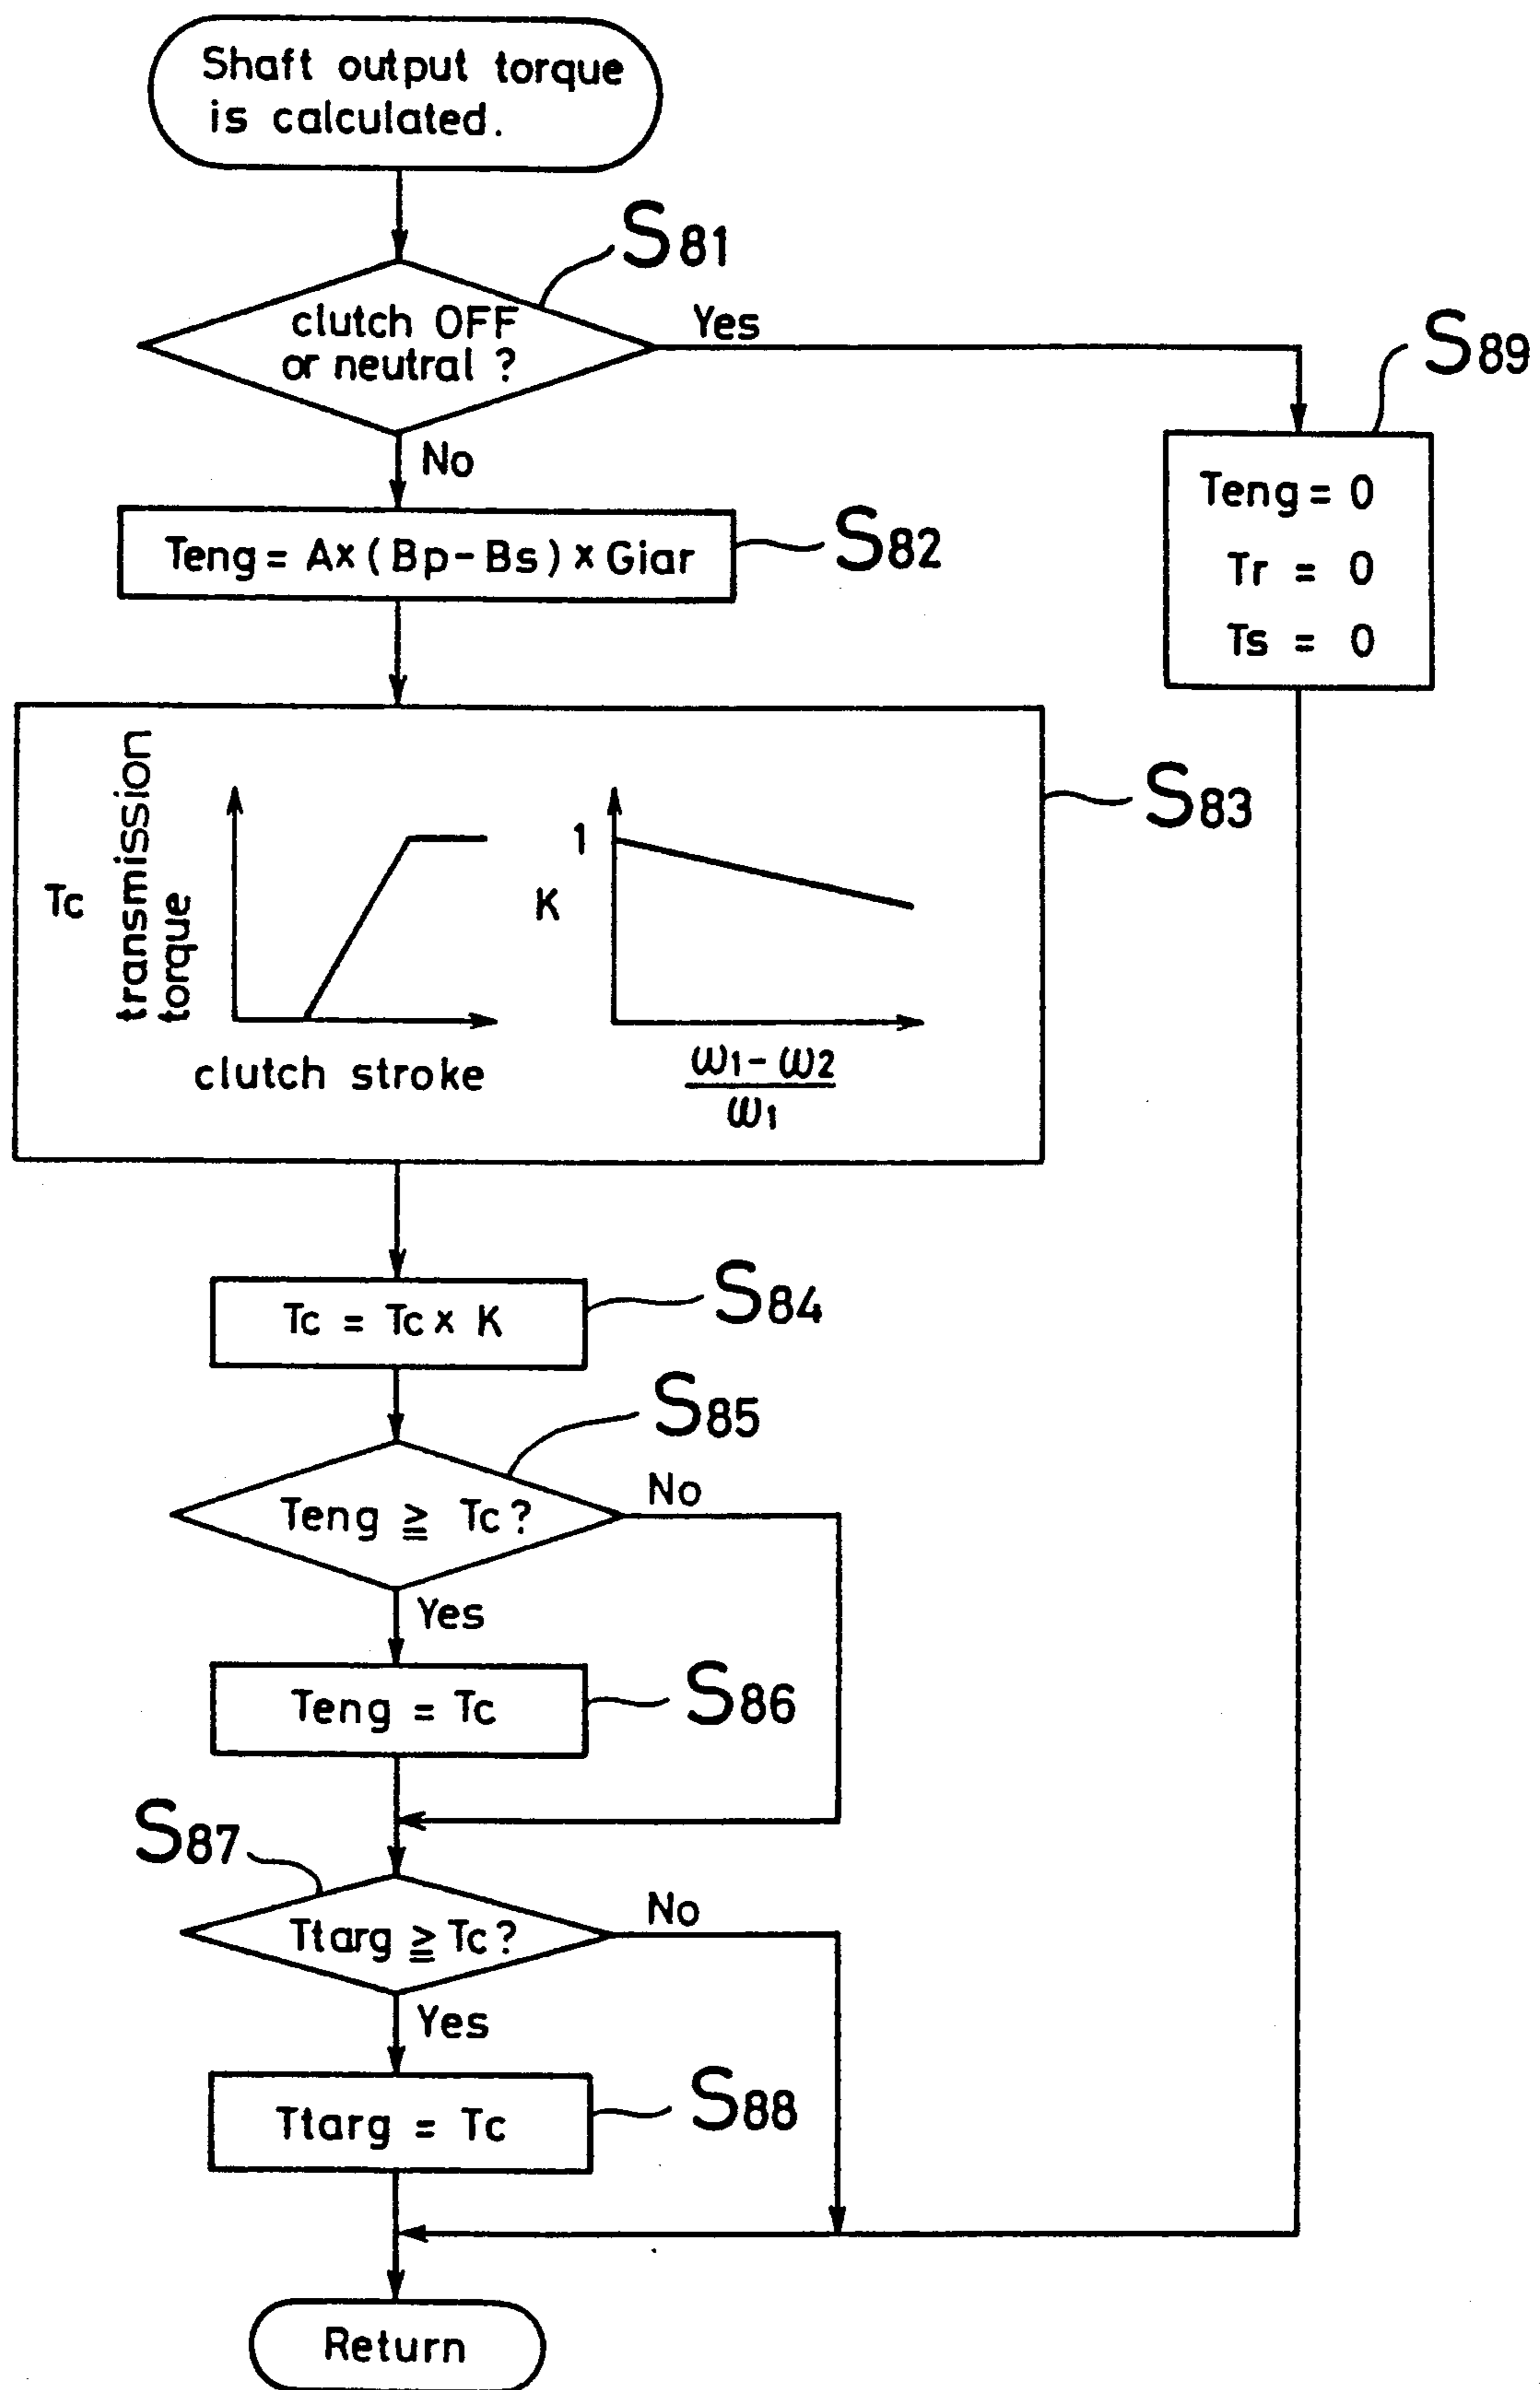 Shaft output torque
is calculated.
S81
clutch OFF
or neutral ?
Yes
No
S89
Teng = 0
Tr = 0
Ts = 0
Teng = A x ( Bp - Bs ) x Giar
S82
Tc
transmission
torque
clutch stroke
1
K
ω1 - ω2
ω1
S83
Tc = Tc x K
S84
S85
Teng ≧ Tc ?
No
Yes
Teng = Tc
S86
S87
Ttarg ≧ Tc ?
No
Yes
Ttarg = Tc
S88
Return